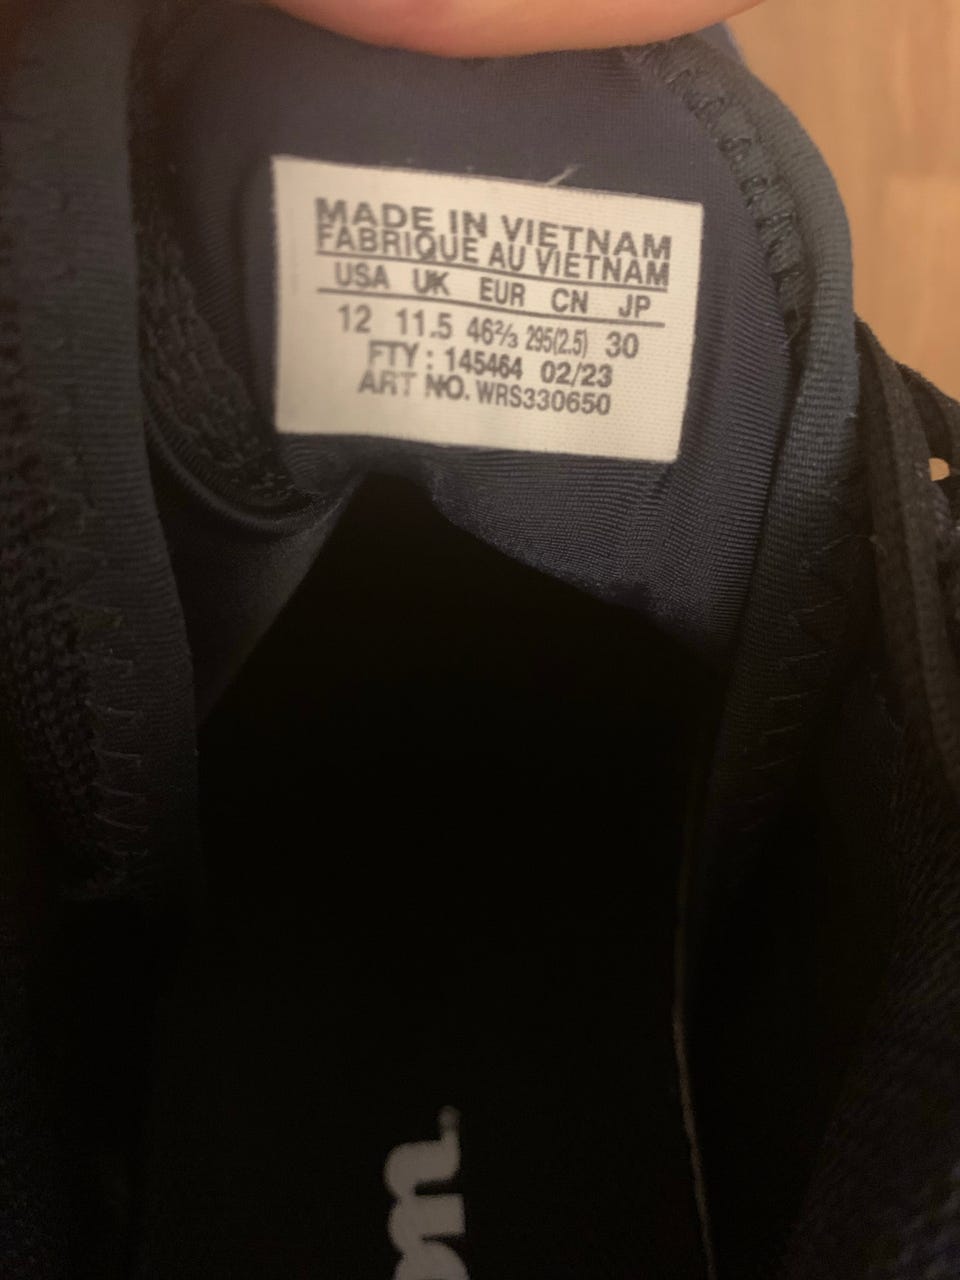 MADE IN VIETNAM
FABRIQUE AU VIETNAM
USA UK EUR CN JP
12 11.5 46⅔ 295(2.5) 30
FTY : 145464 02/23
ART NO. WRS330650